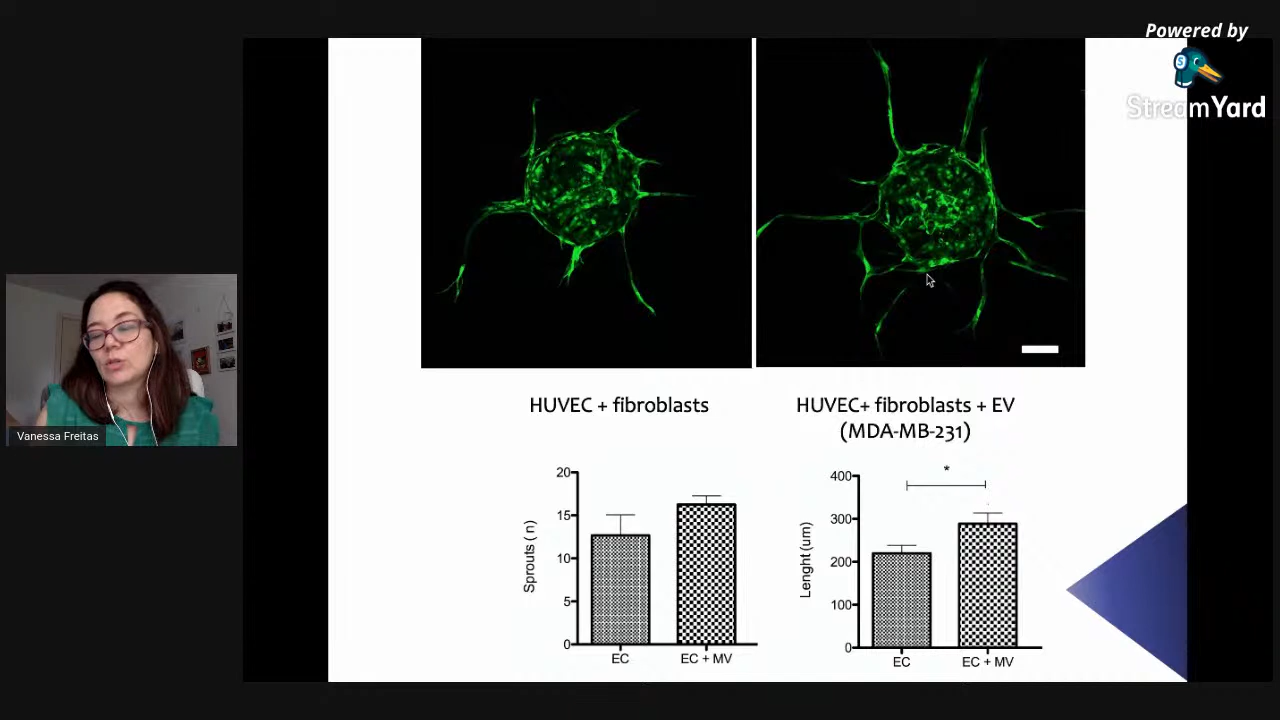 Powered by
StreamYard
HUVEC + fibroblasts
HUVEC+ fibroblasts + EV
(MDA-MB-231)
Vanessa Freitas
20
15
10
5
0
Sprouts ( n)
EC
EC + MV
400
300
200
100
0
Lenght (um)
*
EC
EC + MV